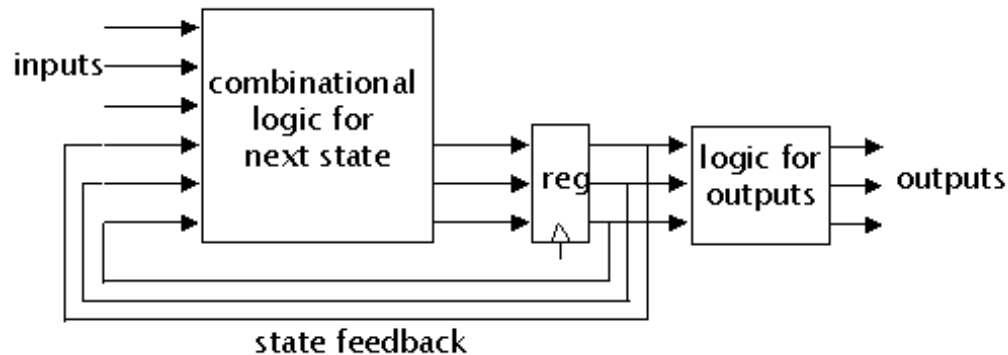 inputs
combinational
logic for
next state
reg
logic for
outputs
outputs
state feedback